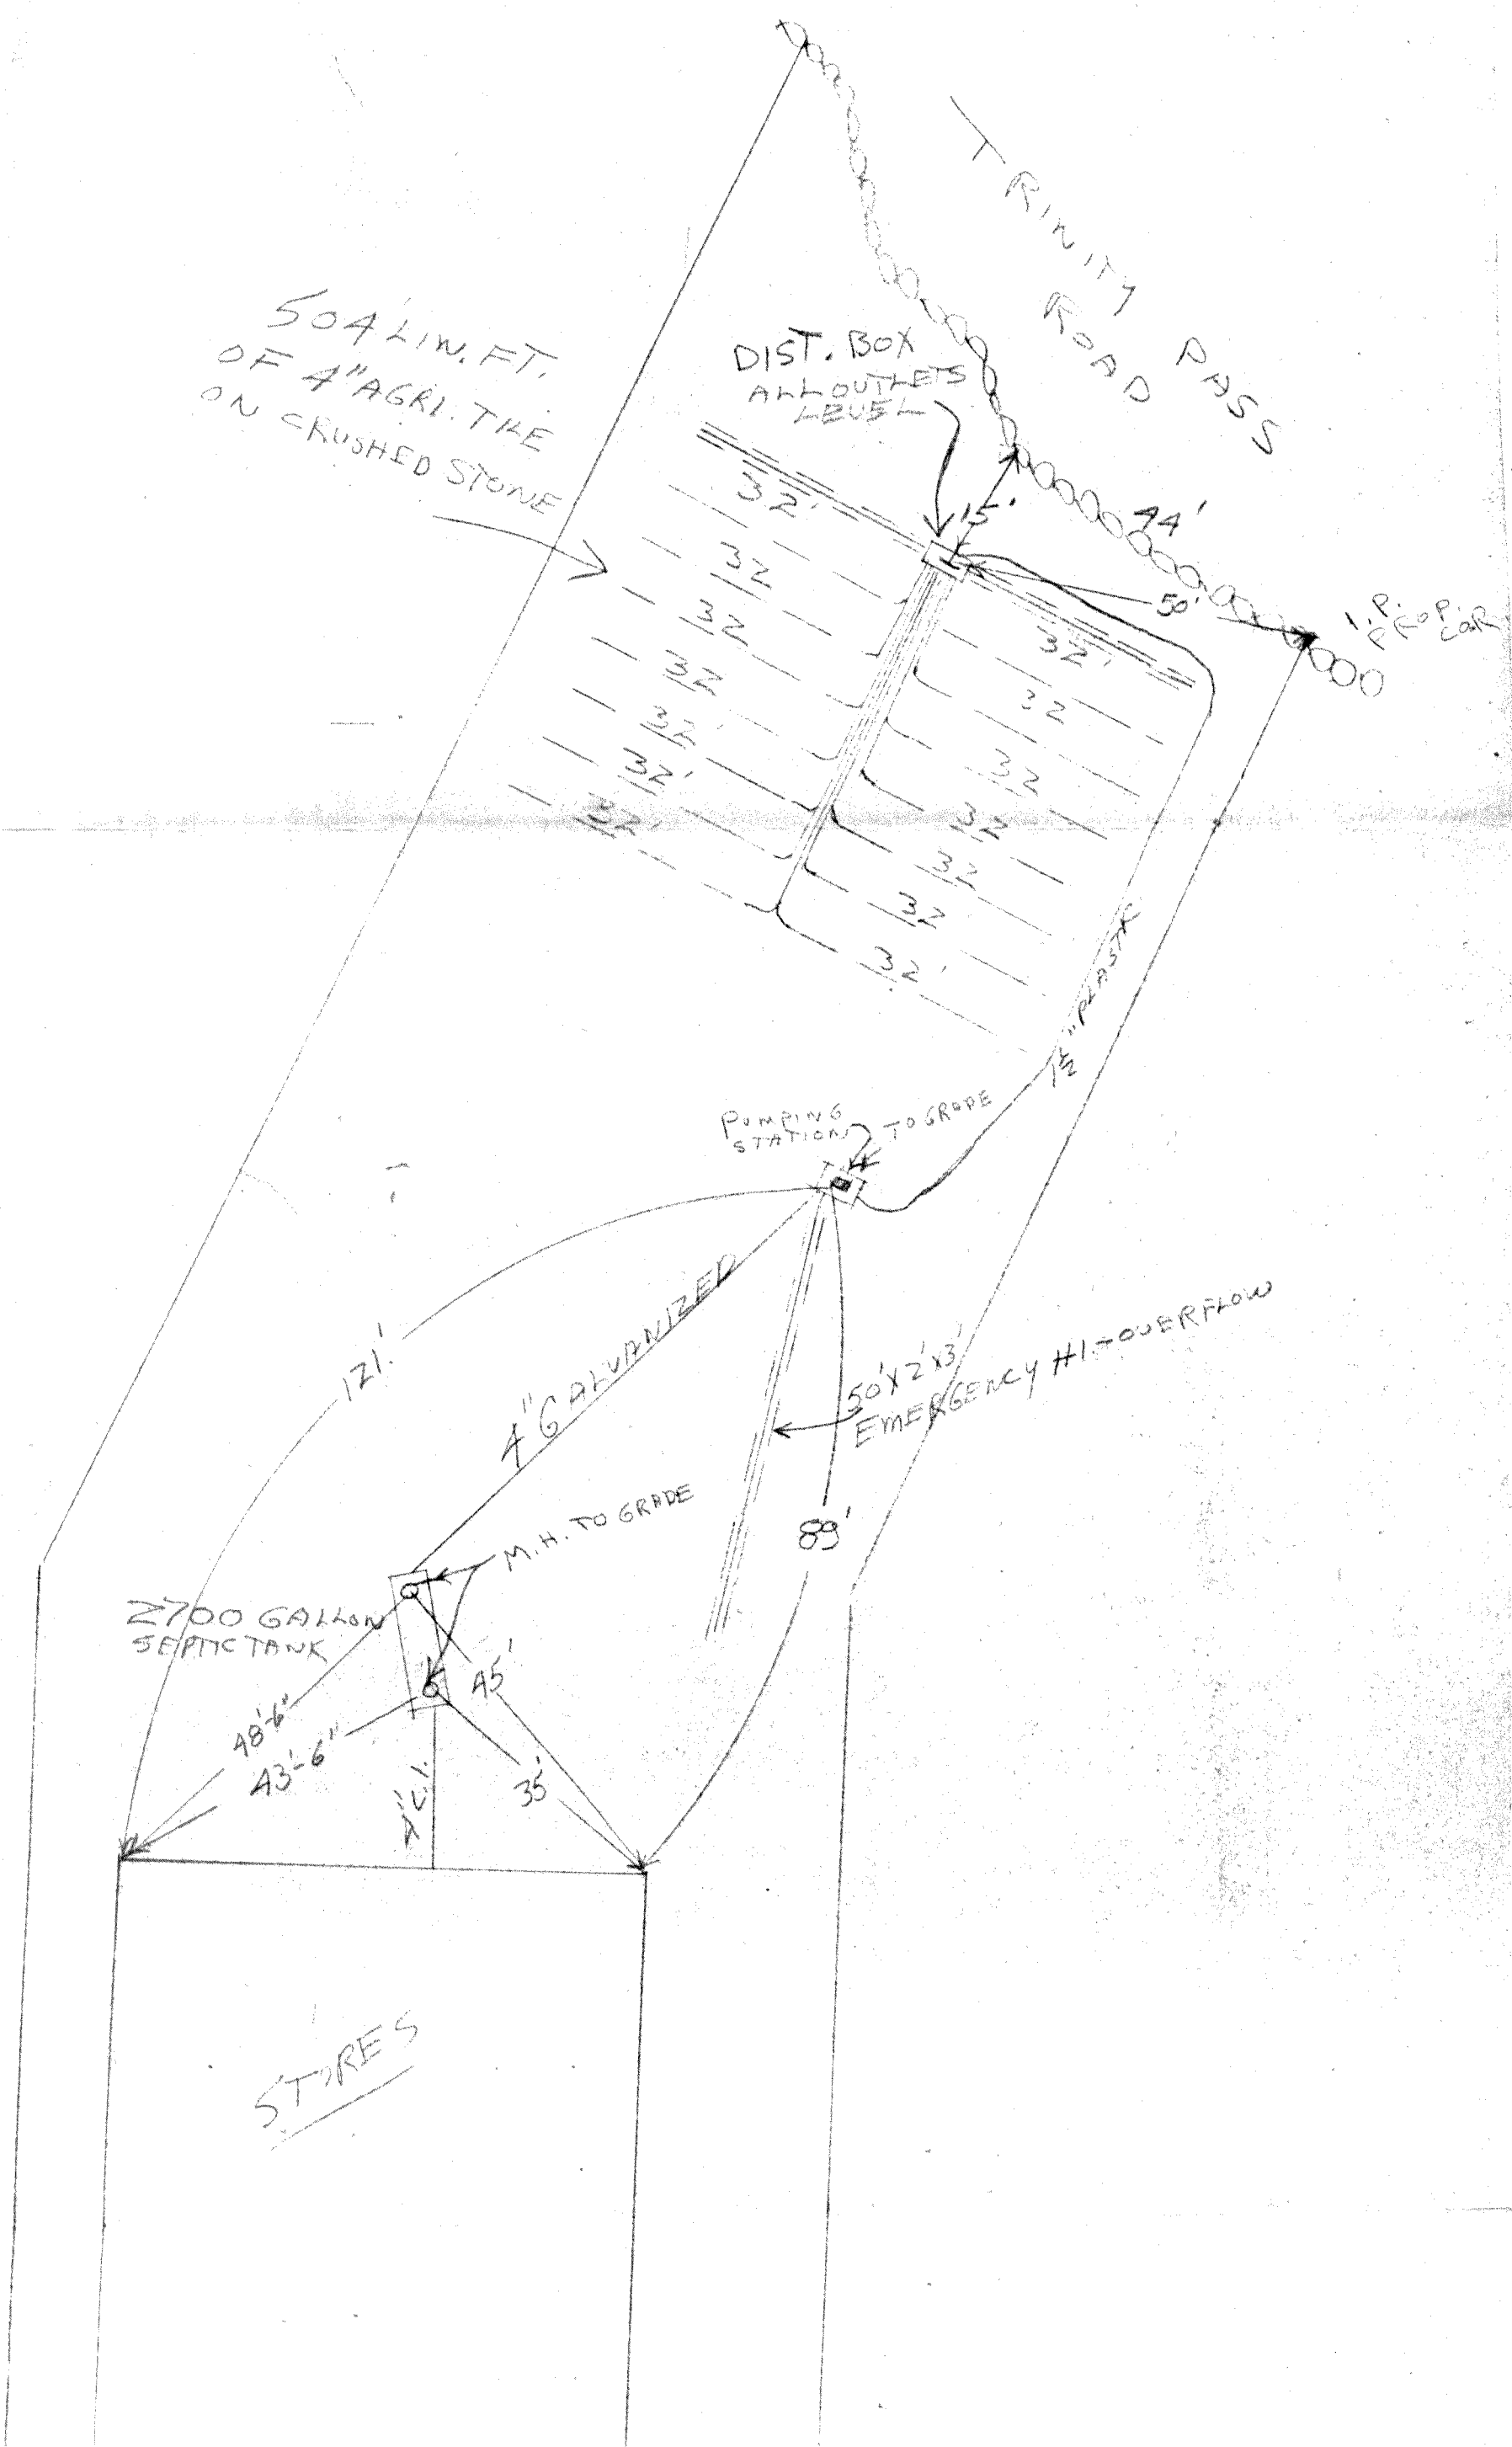 TRINITY PASS
ROAD
504 LIN. FT.
OF 4" AGRI. TILE
ON CRUSHED STONE
DIST. BOX
ALL OUTLETS
LEVEL
15'
44'
50'
I.P.
PROP.
COR
32'
32
32
32
32'
32'
32'
32'
32
32
32
32
32
32'
1½" PLASTIC
PUMPING
STATION
TO GRADE
121.'
4" GALVANIZED
50'X2'X3'
EMERGENCY HI.-OVERFLOW
89'
M.H. TO GRADE
2700 GALLON
SEPTIC TANK
45'
48'-6"
43'-6"
35'
4" C.I.
STORES